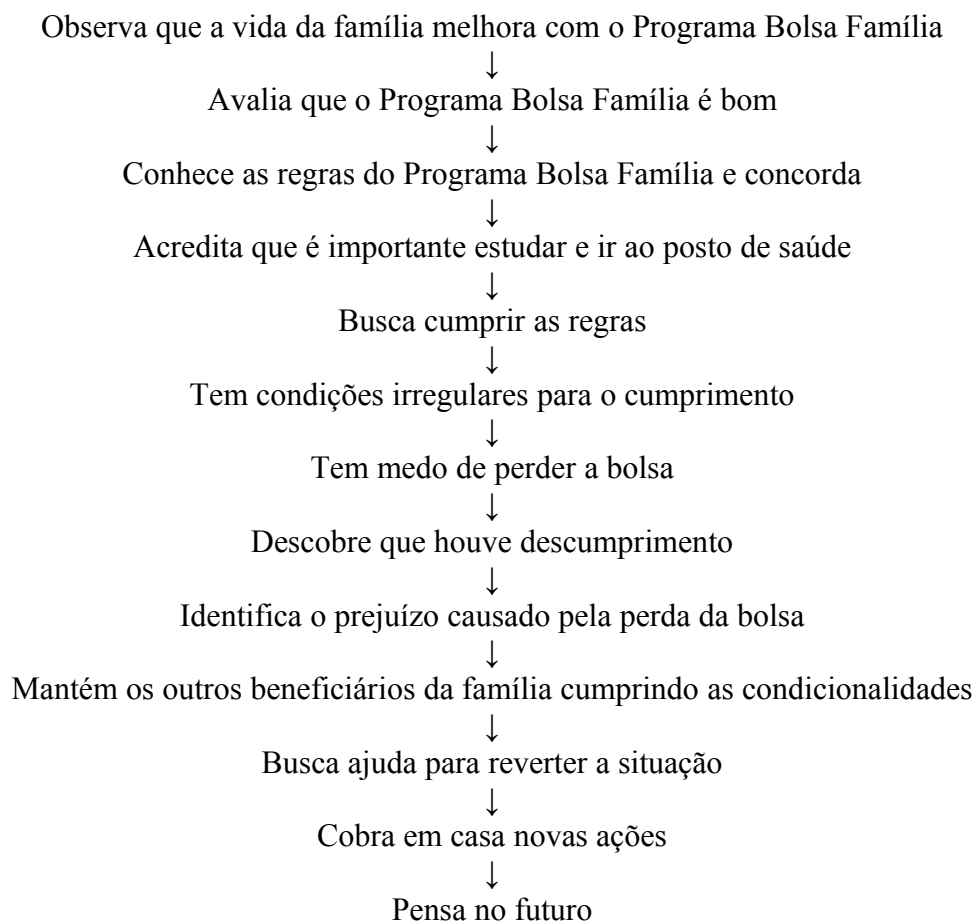 Observa que a vida da família melhora com o Programa Bolsa Família
↓
Avalia que o Programa Bolsa Família é bom
↓
Conhece as regras do Programa Bolsa Família e concorda
↓
Acredita que é importante estudar e ir ao posto de saúde
↓
Busca cumprir as regras
↓
Tem condições irregulares para o cumprimento
↓
Tem medo de perder a bolsa
↓
Descobre que houve descumprimento
↓
Identifica o prejuízo causado pela perda da bolsa
↓
Mantém os outros beneficiários da família cumprindo as condicionalidades
↓
Busca ajuda para reverter a situação
↓
Cobra em casa novas ações
↓
Pensa no futuro